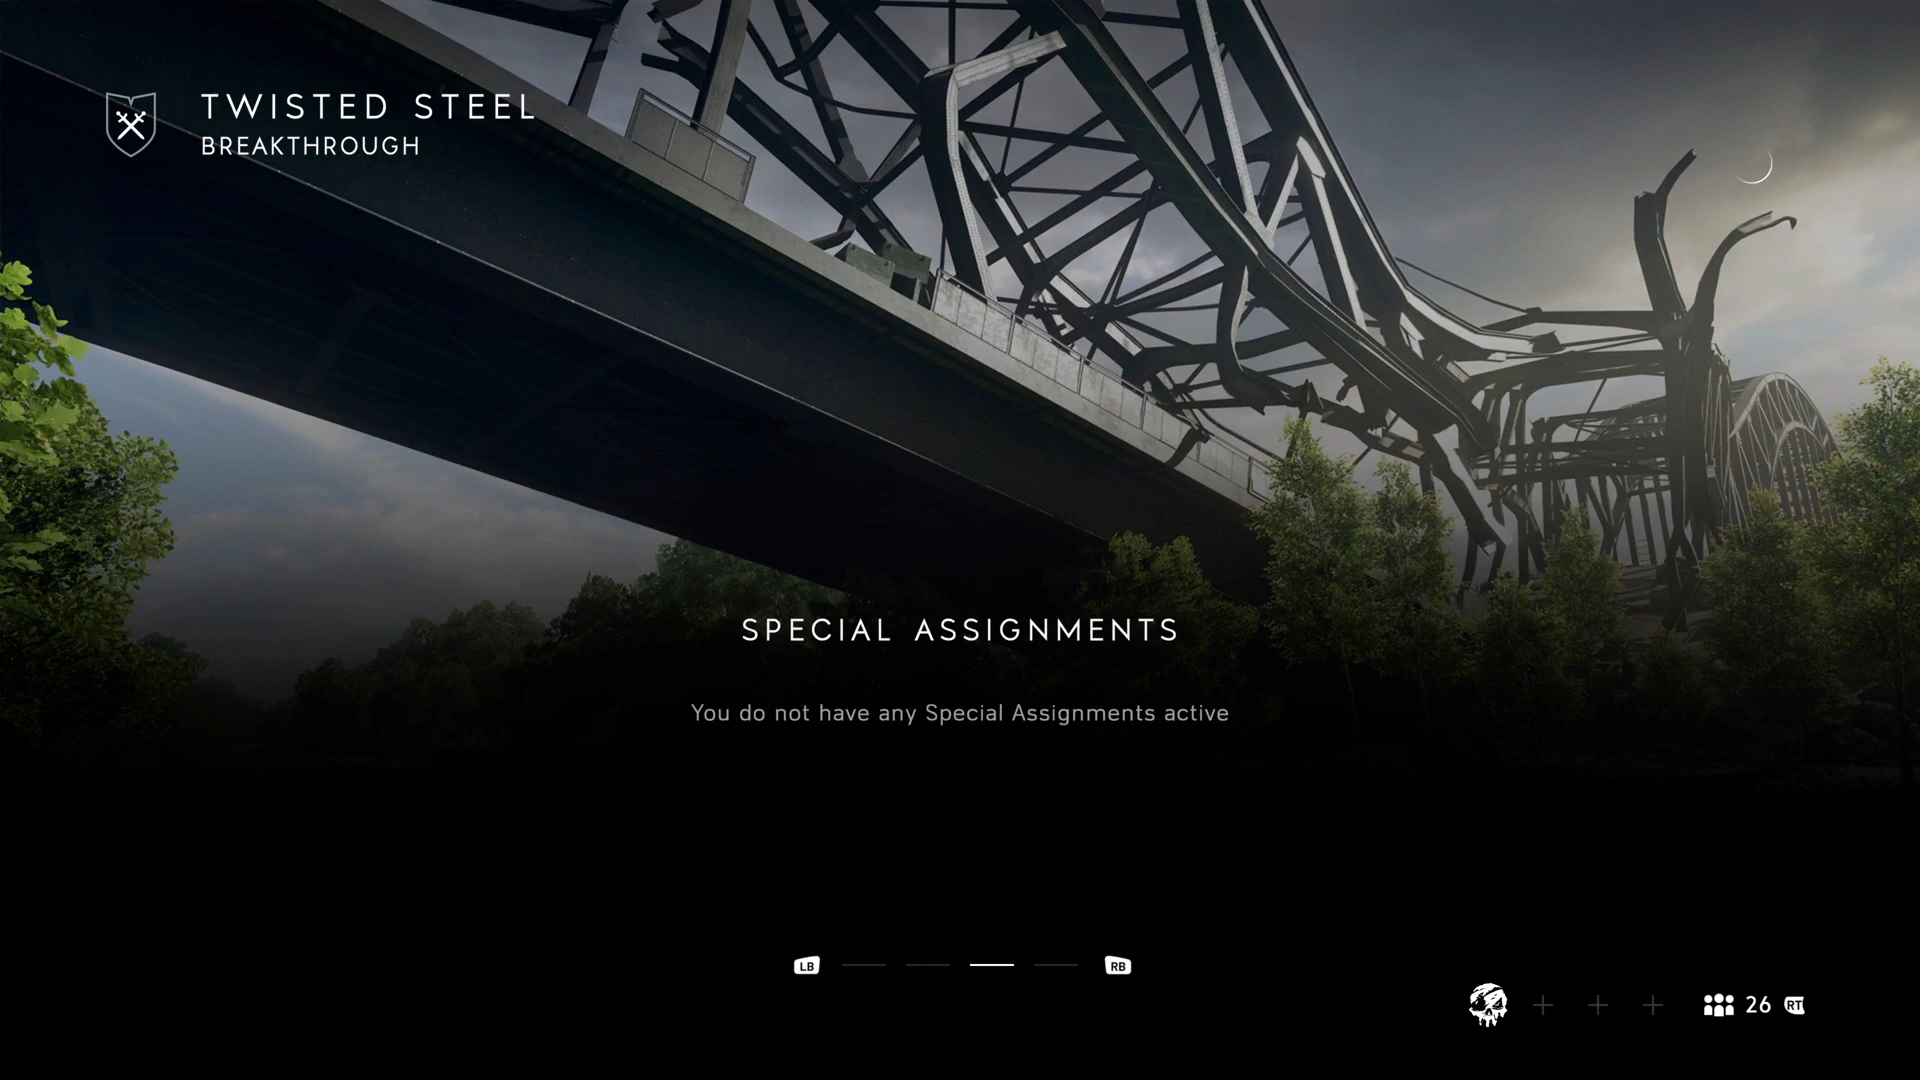 TWISTED STEEL
BREAKTHROUGH
SPECIAL ASSIGNMENTS
You do not have any Special Assignments active
LB RB
26 RT